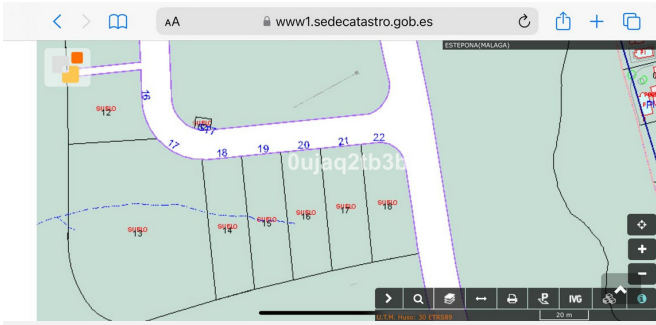 AA www1.sedecatastro.gob.es
ESTEPONA(MALAGA)
16
SUELO
12
SUELO
17
18
19
20
21
22
0ujaq2tb3b
SUELO
13
SUELO
14
SUELO
15
SUELO
16
SUELO
17
SUELO
18
IVG
U.T.M. Huso: 30 ETRS89
20 m